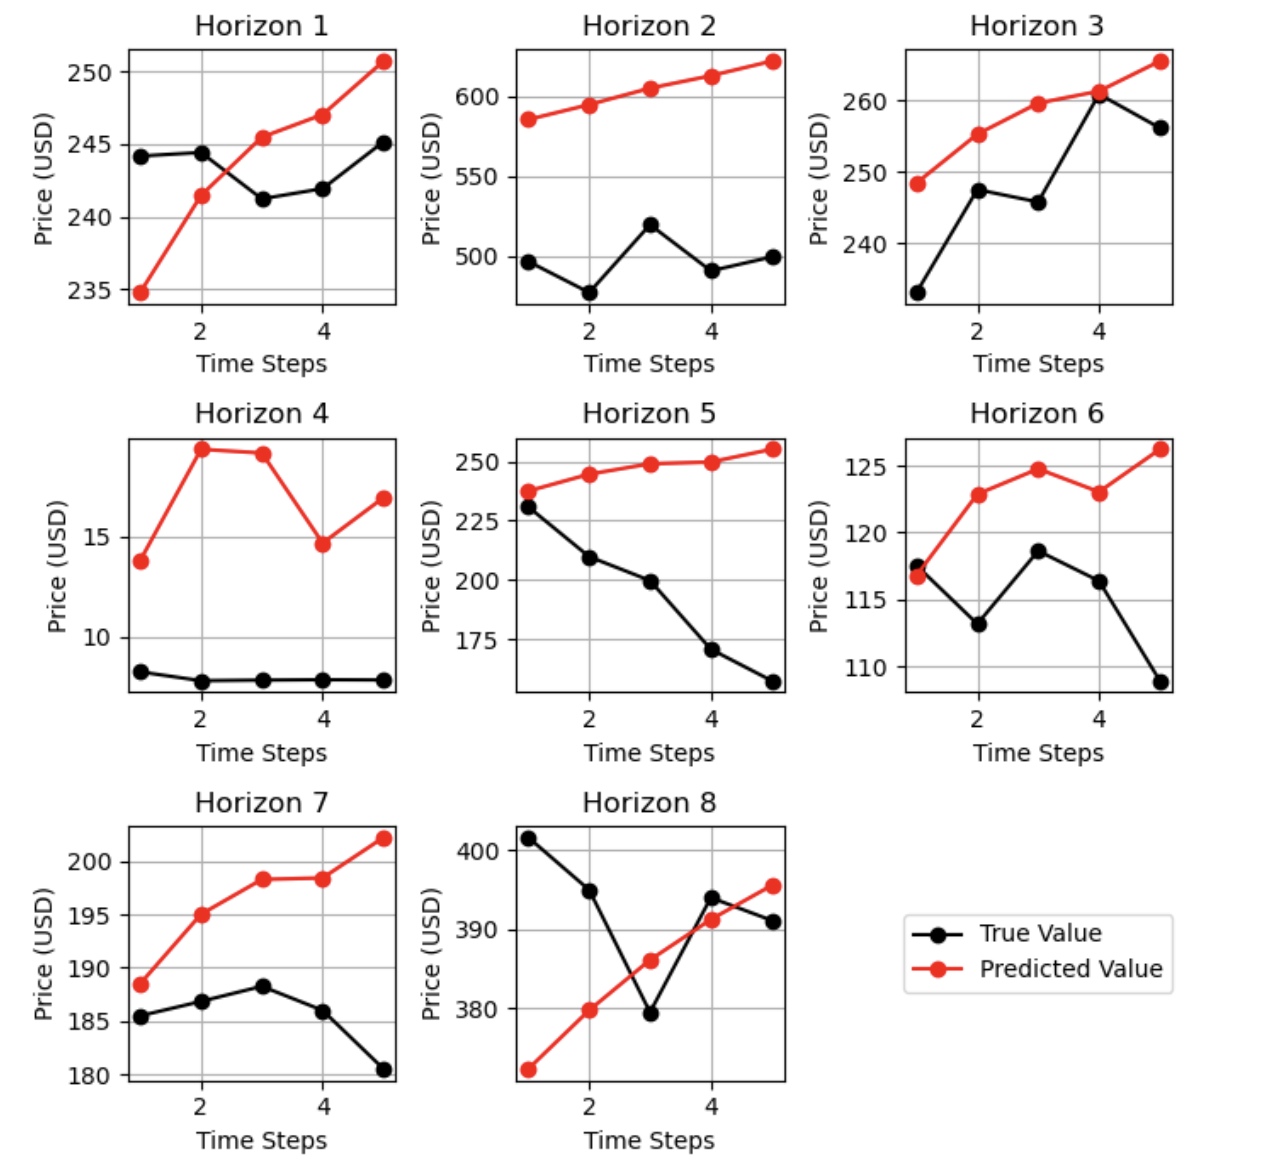 Horizon 1
Price (USD)
250
245
240
235
2 4
Time Steps
Horizon 2
Price (USD)
600
550
500
2 4
Time Steps
Horizon 3
Price (USD)
260
250
240
2 4
Time Steps
Horizon 4
Price (USD)
15
10
2 4
Time Steps
Horizon 5
Price (USD)
250
225
200
175
2 4
Time Steps
Horizon 6
Price (USD)
125
120
115
110
2 4
Time Steps
Horizon 7
Price (USD)
200
195
190
185
180
2 4
Time Steps
Horizon 8
Price (USD)
400
390
380
2 4
Time Steps
True Value
Predicted Value